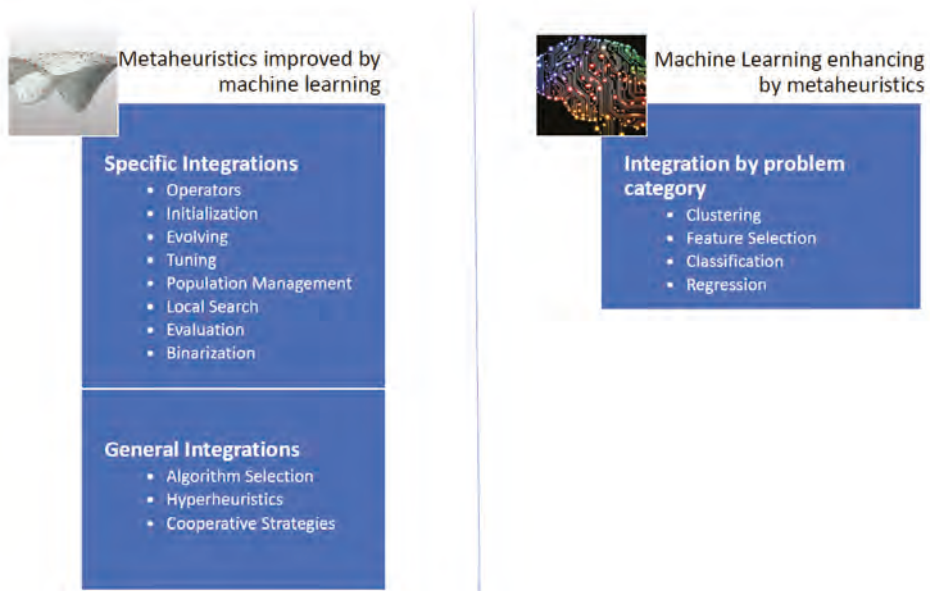 Metaheuristics improved by
machine learning
Specific Integrations
• Operators
• Initialization
• Evolving
• Tuning
• Population Management
• Local Search
• Evaluation
• Binarization
General Integrations
• Algorithm Selection
• Hyperheuristics
• Cooperative Strategies
Machine Learning enhancing
by metaheuristics
Integration by problem
category
• Clustering
• Feature Selection
• Classification
• Regression